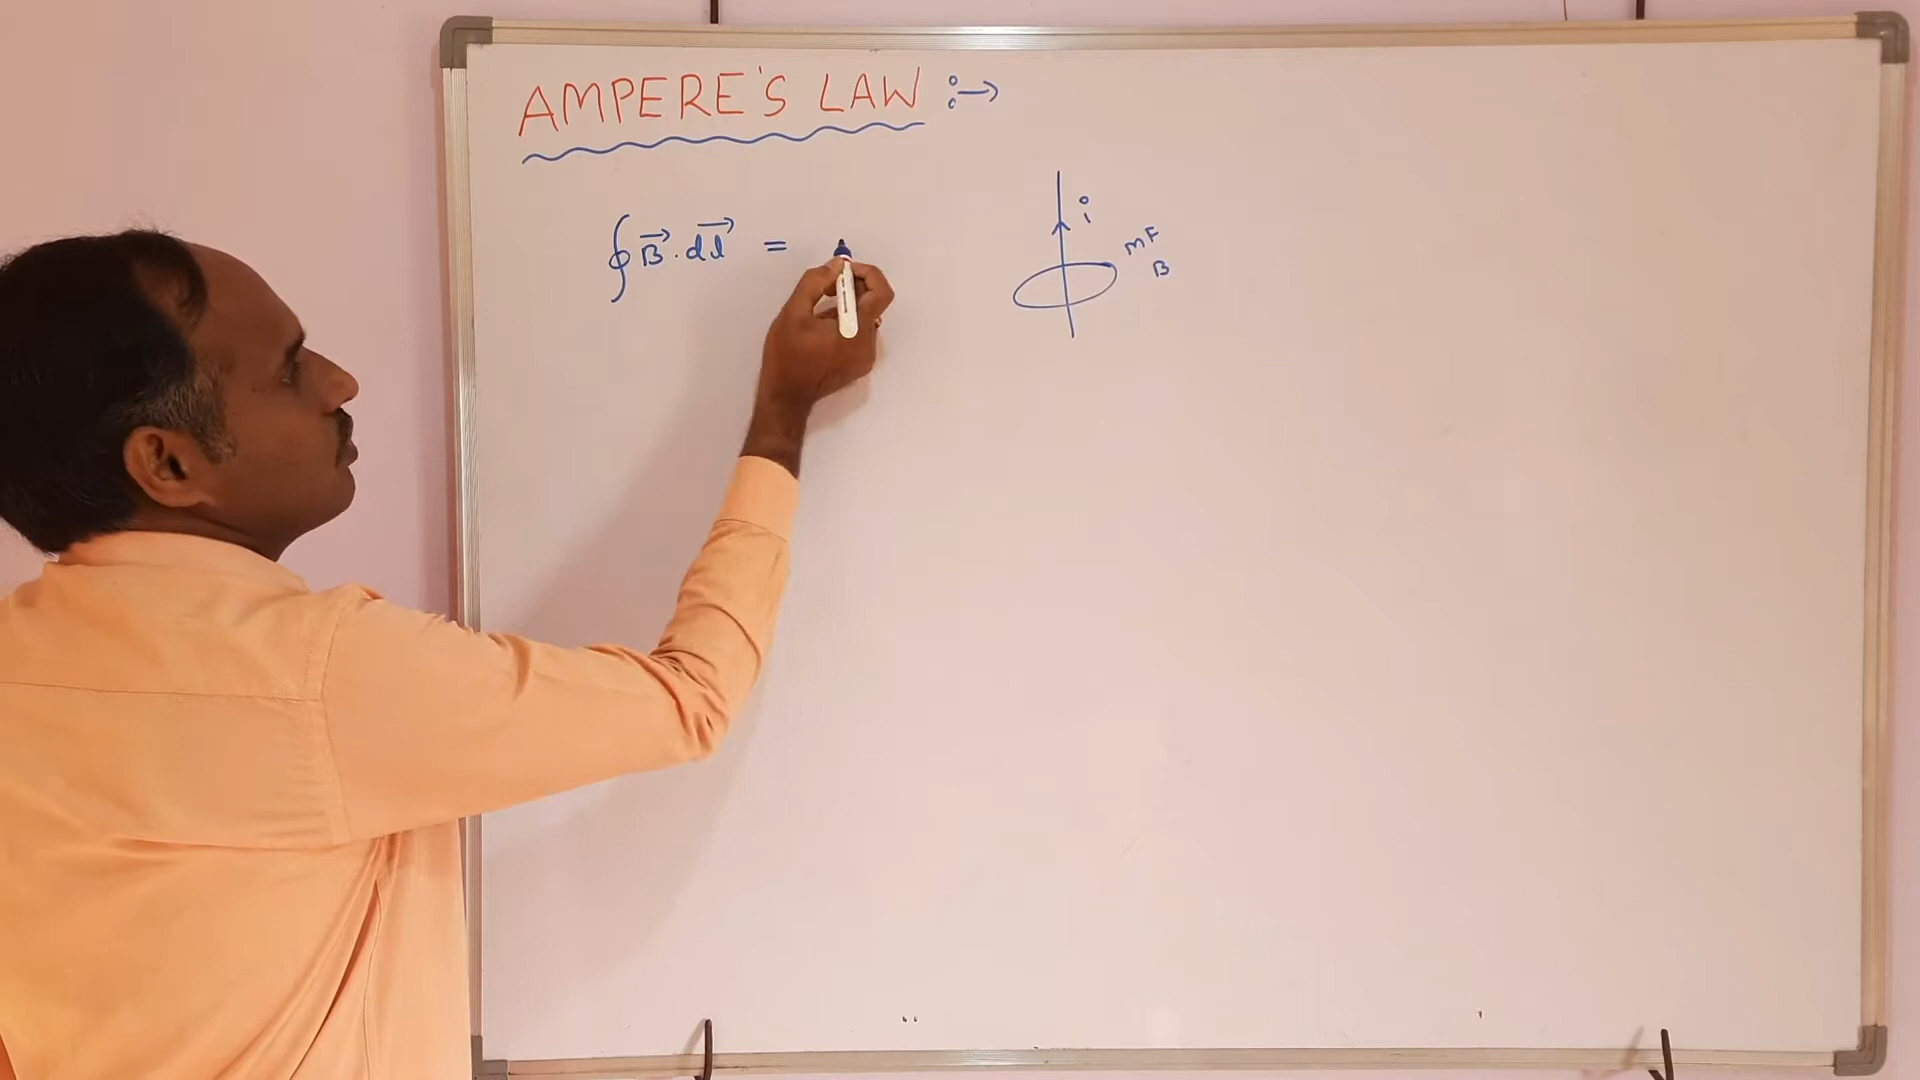 AMPERE'S LAW :→
∮B⃗ . dl⃗ =
i
MF
B